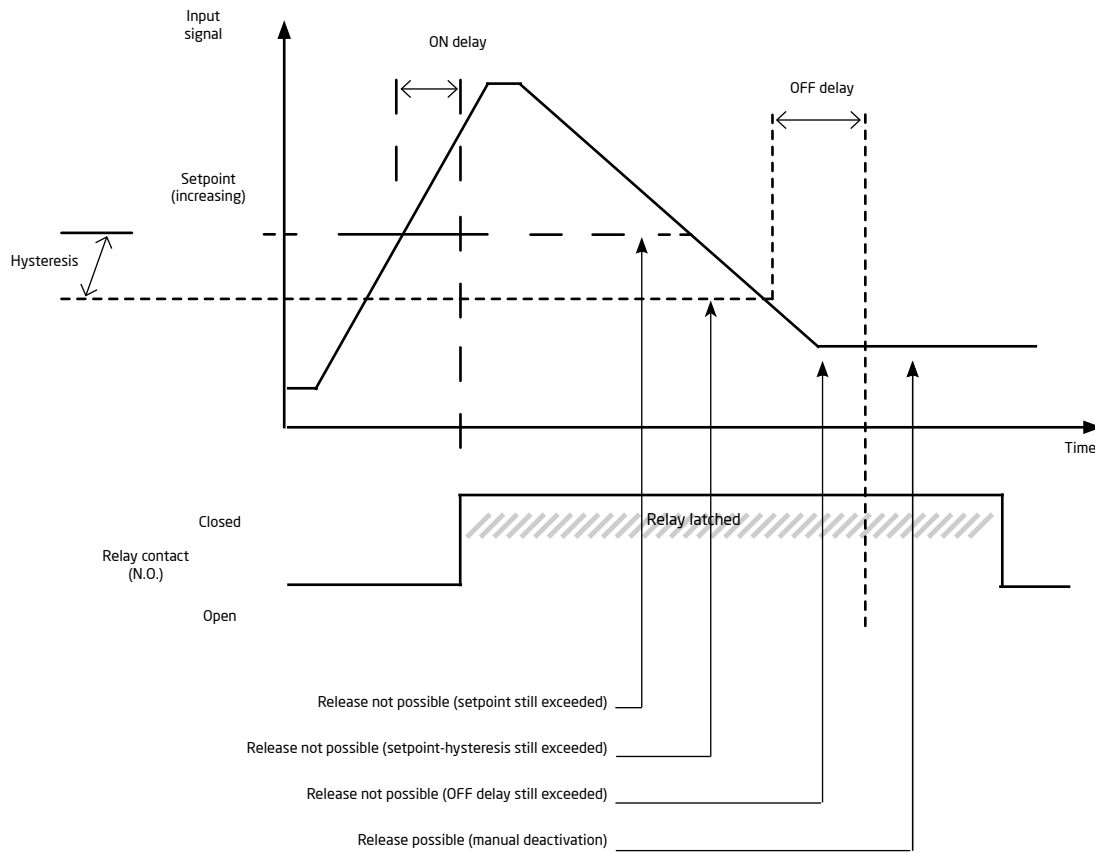 Input
signal
ON delay
OFF delay
Setpoint
(increasing)
Hysteresis
Time
Closed
Relay latched
Relay contact
(N.O.)
Open
Release not possible (setpoint still exceeded)
Release not possible (setpoint-hysteresis still exceeded)
Release not possible (OFF delay still exceeded)
Release possible (manual deactivation)